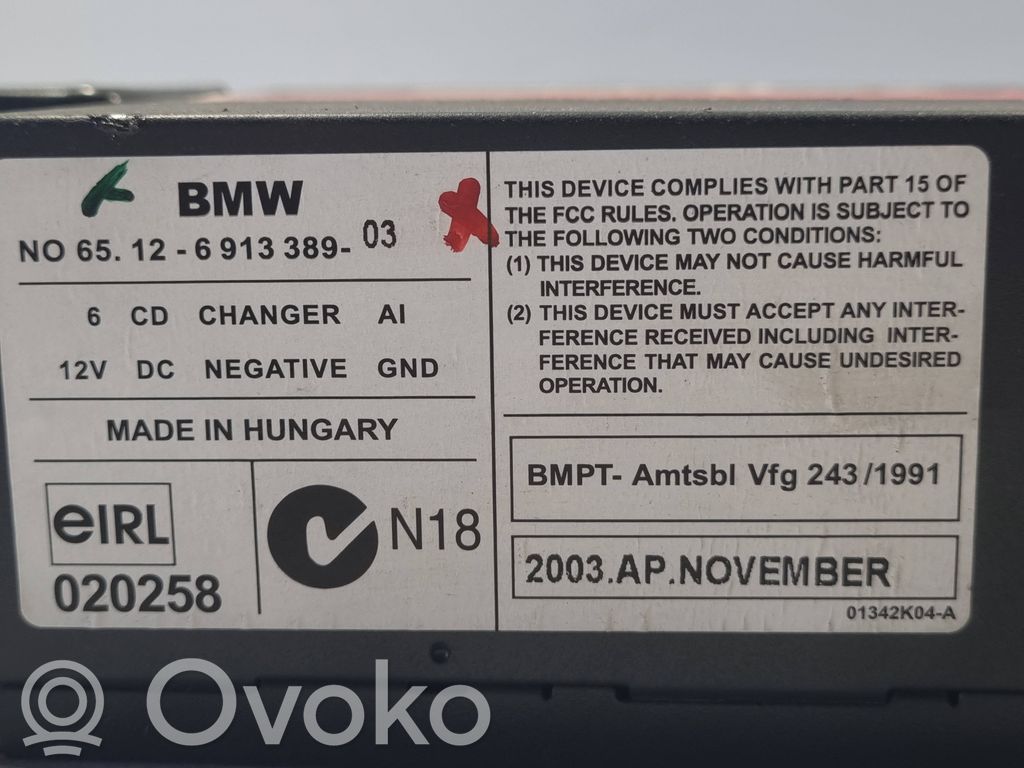 BMW
NO 65. 12 - 6 913 389- 03
6 CD CHANGER AI
12V DC NEGATIVE GND
MADE IN HUNGARY
eIRL
020258
N18
THIS DEVICE COMPLIES WITH PART 15 OF
THE FCC RULES. OPERATION IS SUBJECT TO
THE FOLLOWING TWO CONDITIONS:
(1) THIS DEVICE MAY NOT CAUSE HARMFUL
INTERFERENCE.
(2) THIS DEVICE MUST ACCEPT ANY INTER-
FERENCE RECEIVED INCLUDING INTER-
FERENCE THAT MAY CAUSE UNDESIRED
OPERATION.
BMPT- Amtsbl Vfg 243/1991
2003.AP.NOVEMBER
01342K04-A
Ovoko